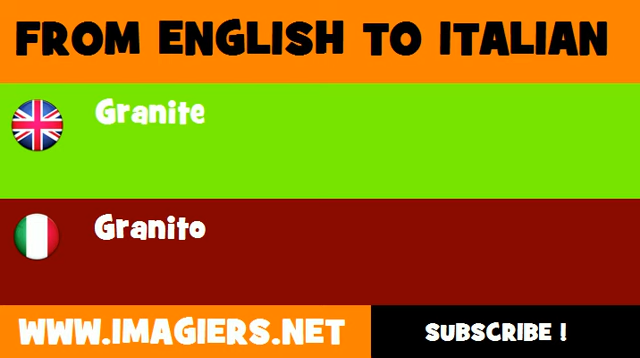 FROM ENGLISH TO ITALIAN
Granite
Granito
WWW.IMAGIERS.NET
SUBSCRIBE !